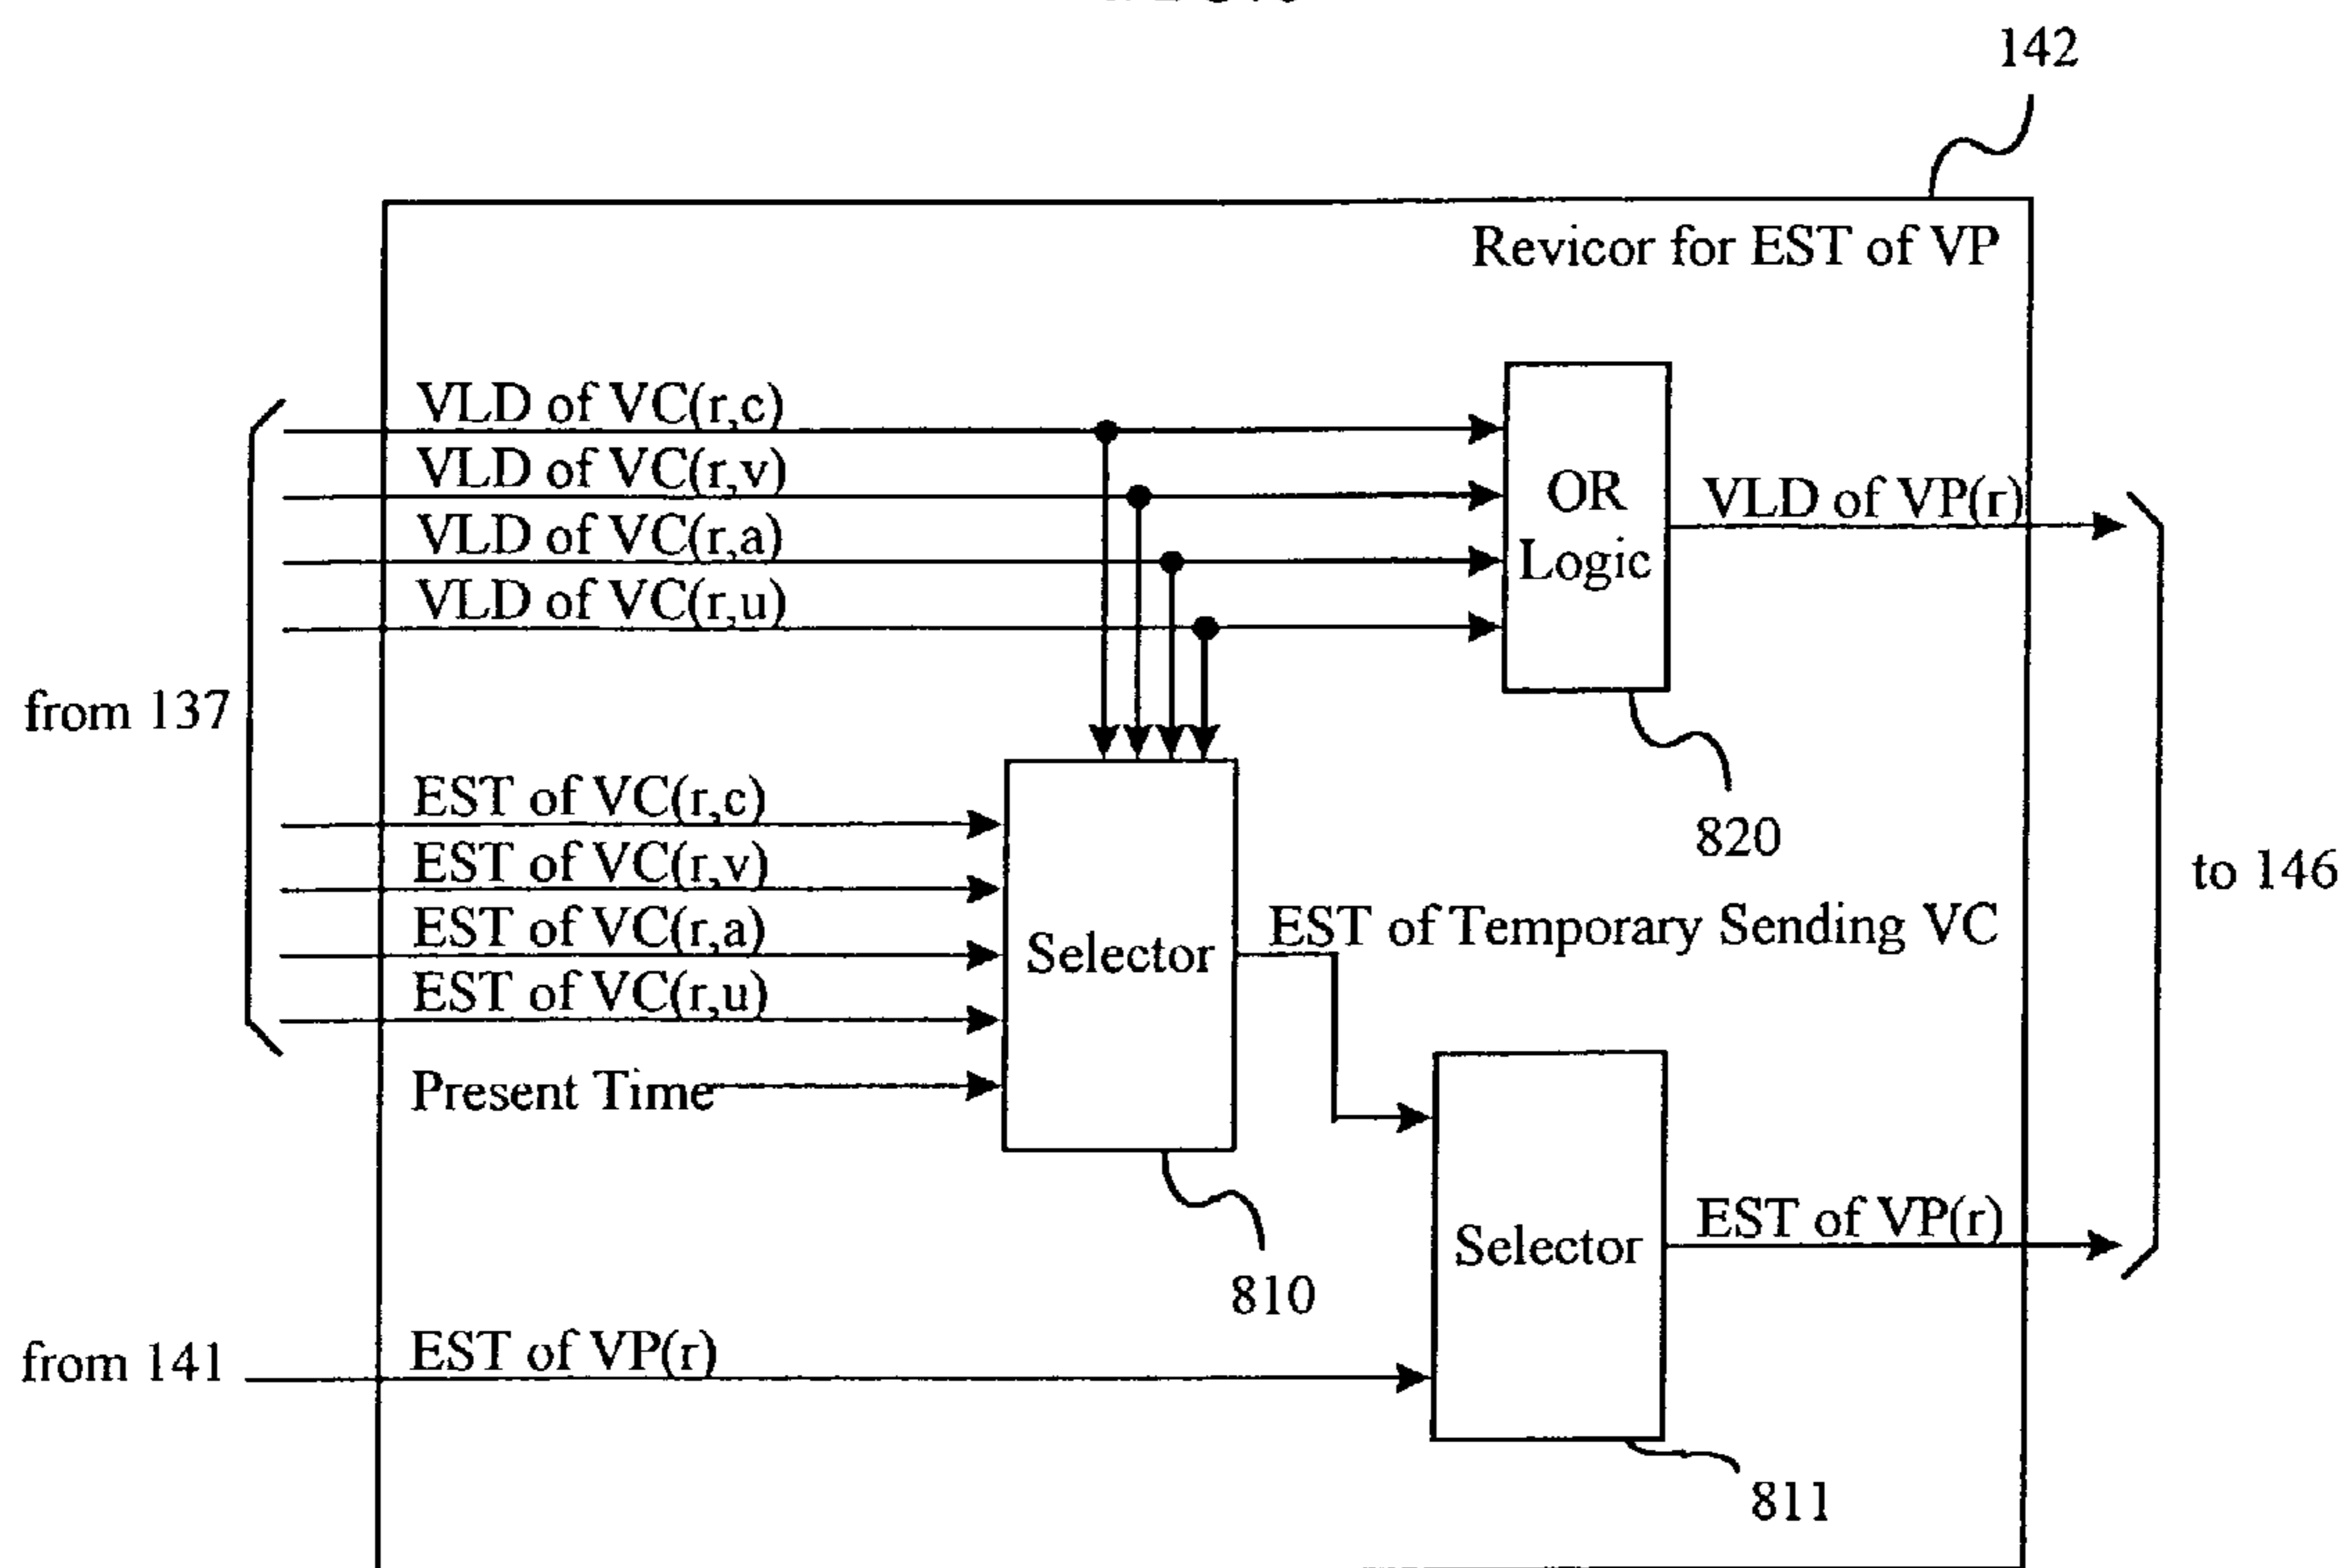 142
Revicor for EST of VP
VLD of VC(r,c)
VLD of VC(r,v)
VLD of VC(r,a)
VLD of VC(r,u)
OR
Logic
VLD of VP(r)
from 137
820
EST of VC(r,c)
EST of VC(r,v)
EST of VC(r,a)
EST of VC(r,u)
Present Time
Selector
EST of Temporary Sending VC
to 146
810
Selector
EST of VP(r)
from 141
EST of VP(r)
811